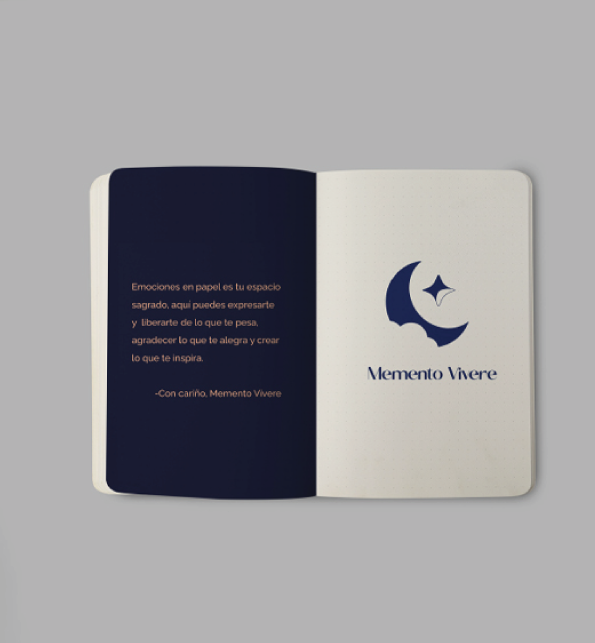 Emociones en papel es tu espacio
sagrado, aquí puedes expresarte
y liberarte de lo que te pesa,
agradecer lo que te alegra y crear
lo que te inspira.
-Con cariño, Memento Vivere
Memento Vivere